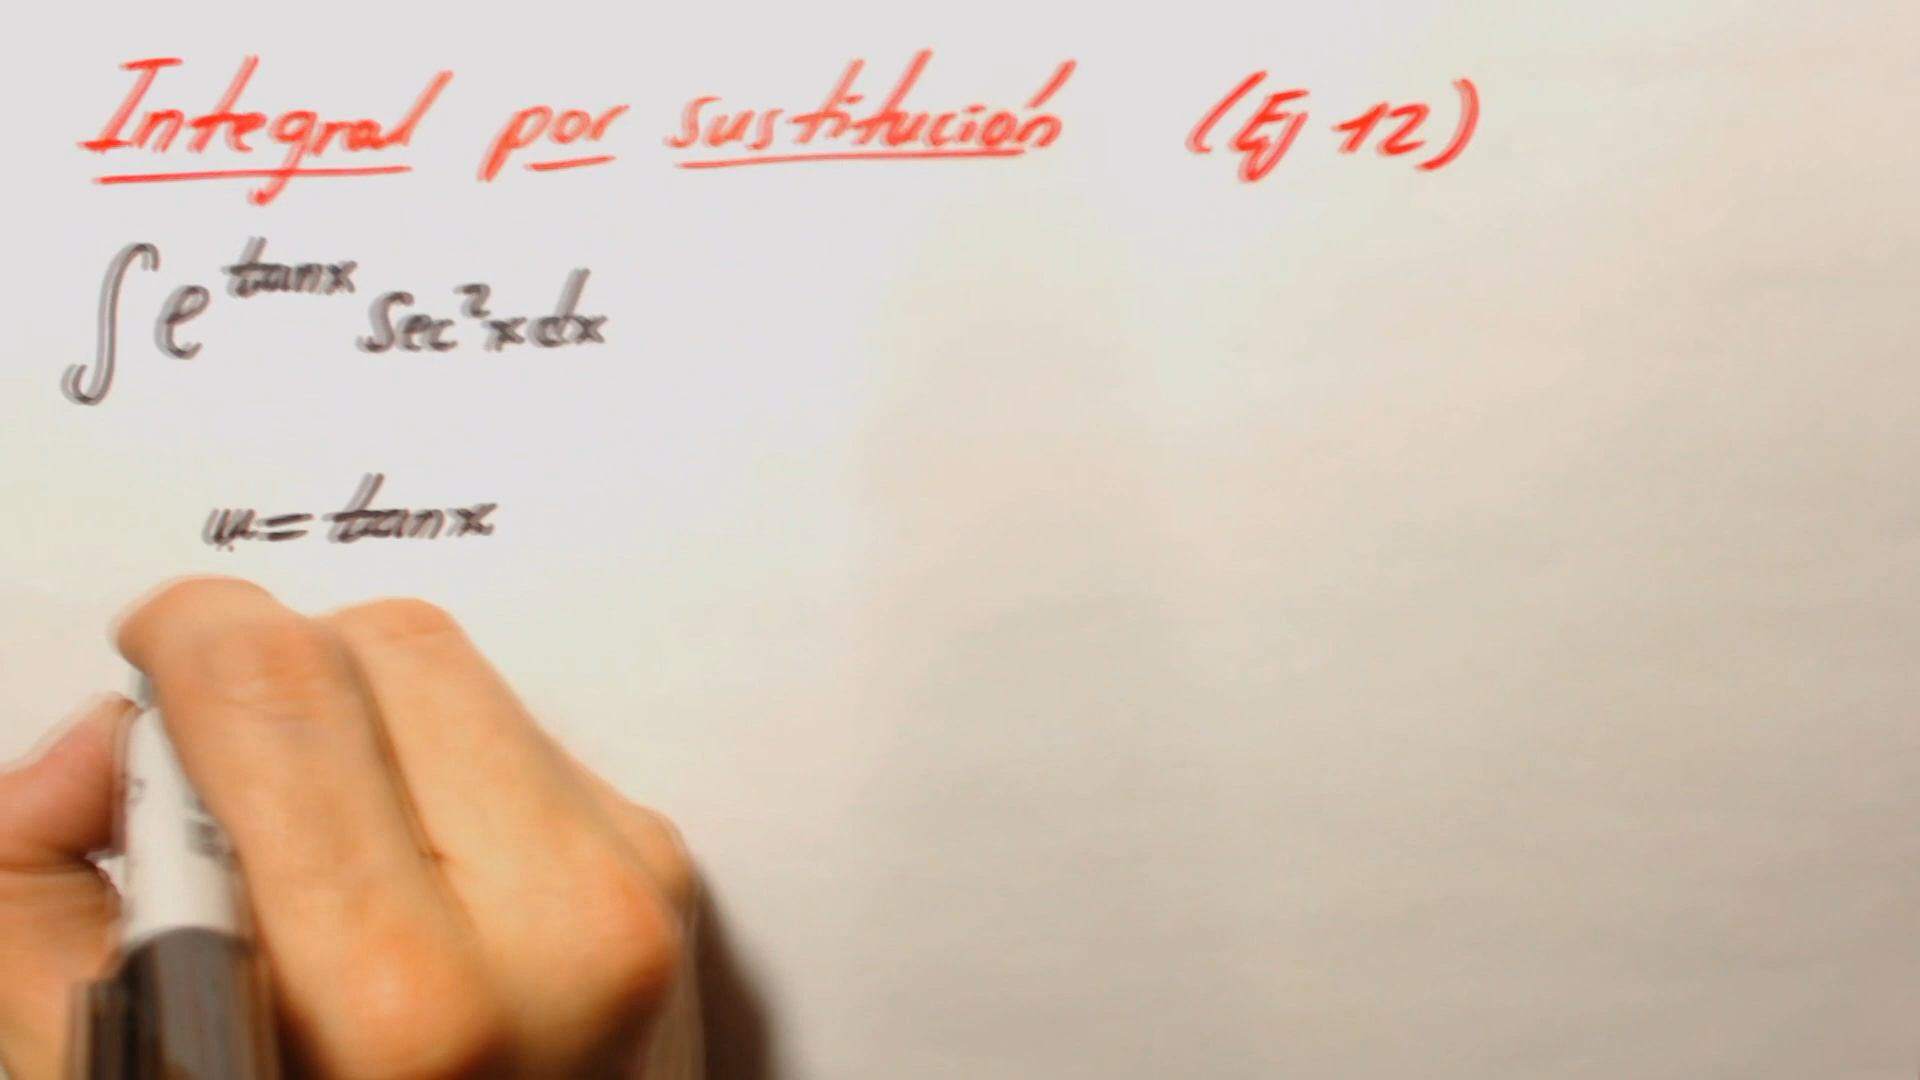 Integral por sustitución (Ej 12)
∫ e^tanx sec²x dx
u = tanx